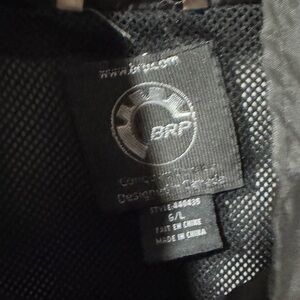 www.brp.com
BRP
Designed in Canada
G/L
FAIT EN CHINE
MADE IN CHINA